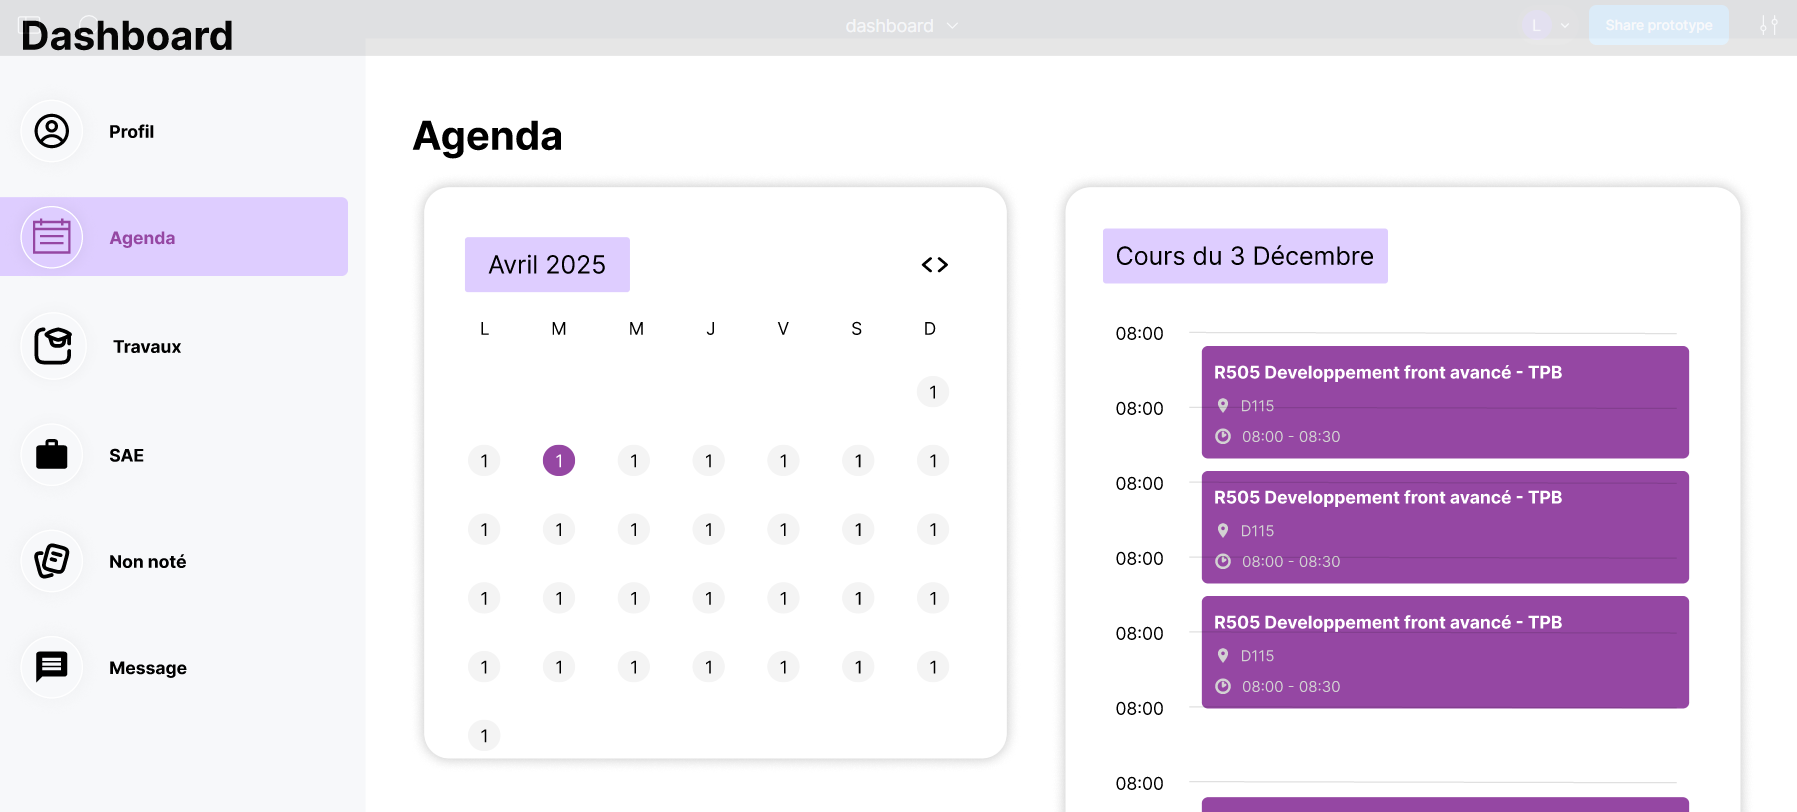 Dashboard
dashboard
L
Share prototype
Profil
Agenda
Travaux
SAE
Non noté
Message
Agenda
Avril 2025
<>
L M M J V S D
1
1 1 1 1 1 1 1
1 1 1 1 1 1 1
1 1 1 1 1 1 1
1 1 1 1 1 1 1
1
Cours du 3 Décembre
08:00
R505 Developpement front avancé - TPB
08:00
D115
08:00 - 08:30
08:00
R505 Developpement front avancé - TPB
D115
08:00
08:00 - 08:30
R505 Developpement front avancé - TPB
08:00
D115
08:00 - 08:30
08:00
08:00